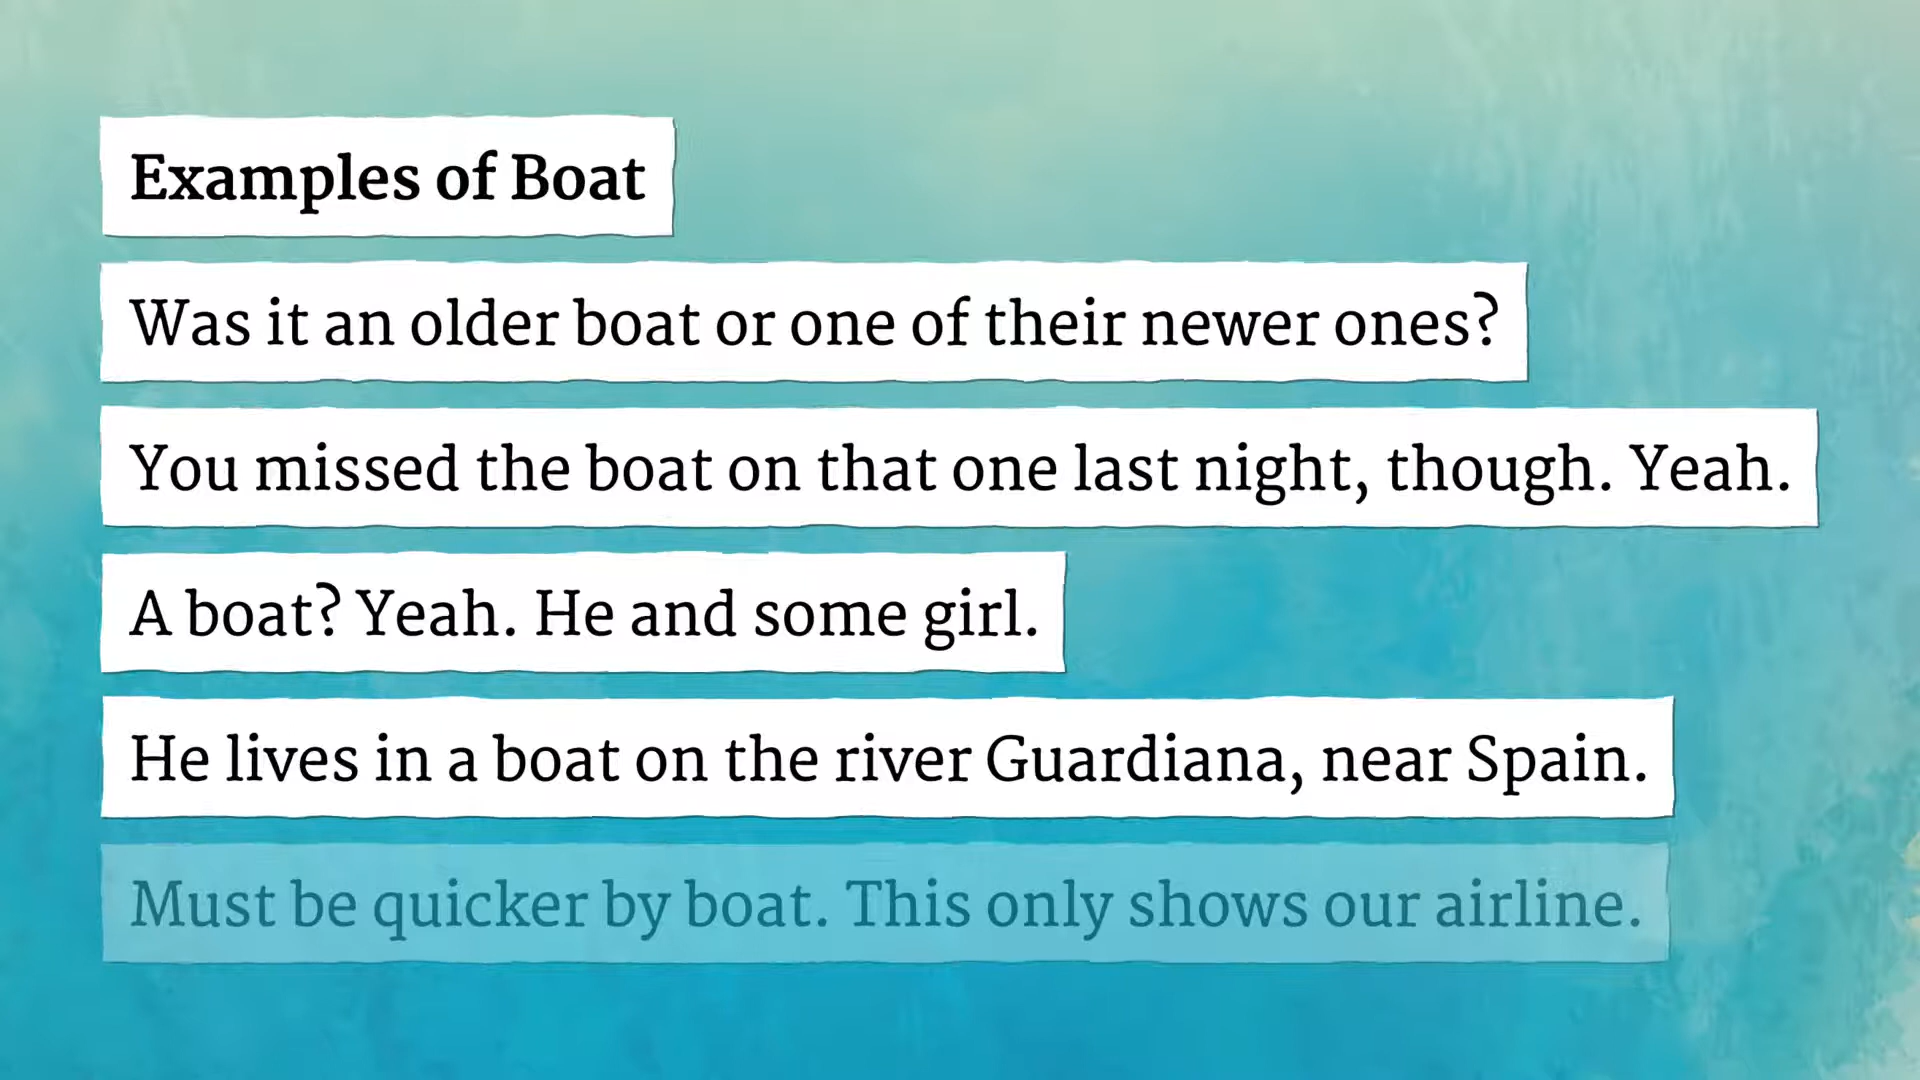 Examples of Boat
Was it an older boat or one of their newer ones?
You missed the boat on that one last night, though. Yeah.
A boat? Yeah. He and some girl.
He lives in a boat on the river Guardiana, near Spain.
Must be quicker by boat. This only shows our airline.